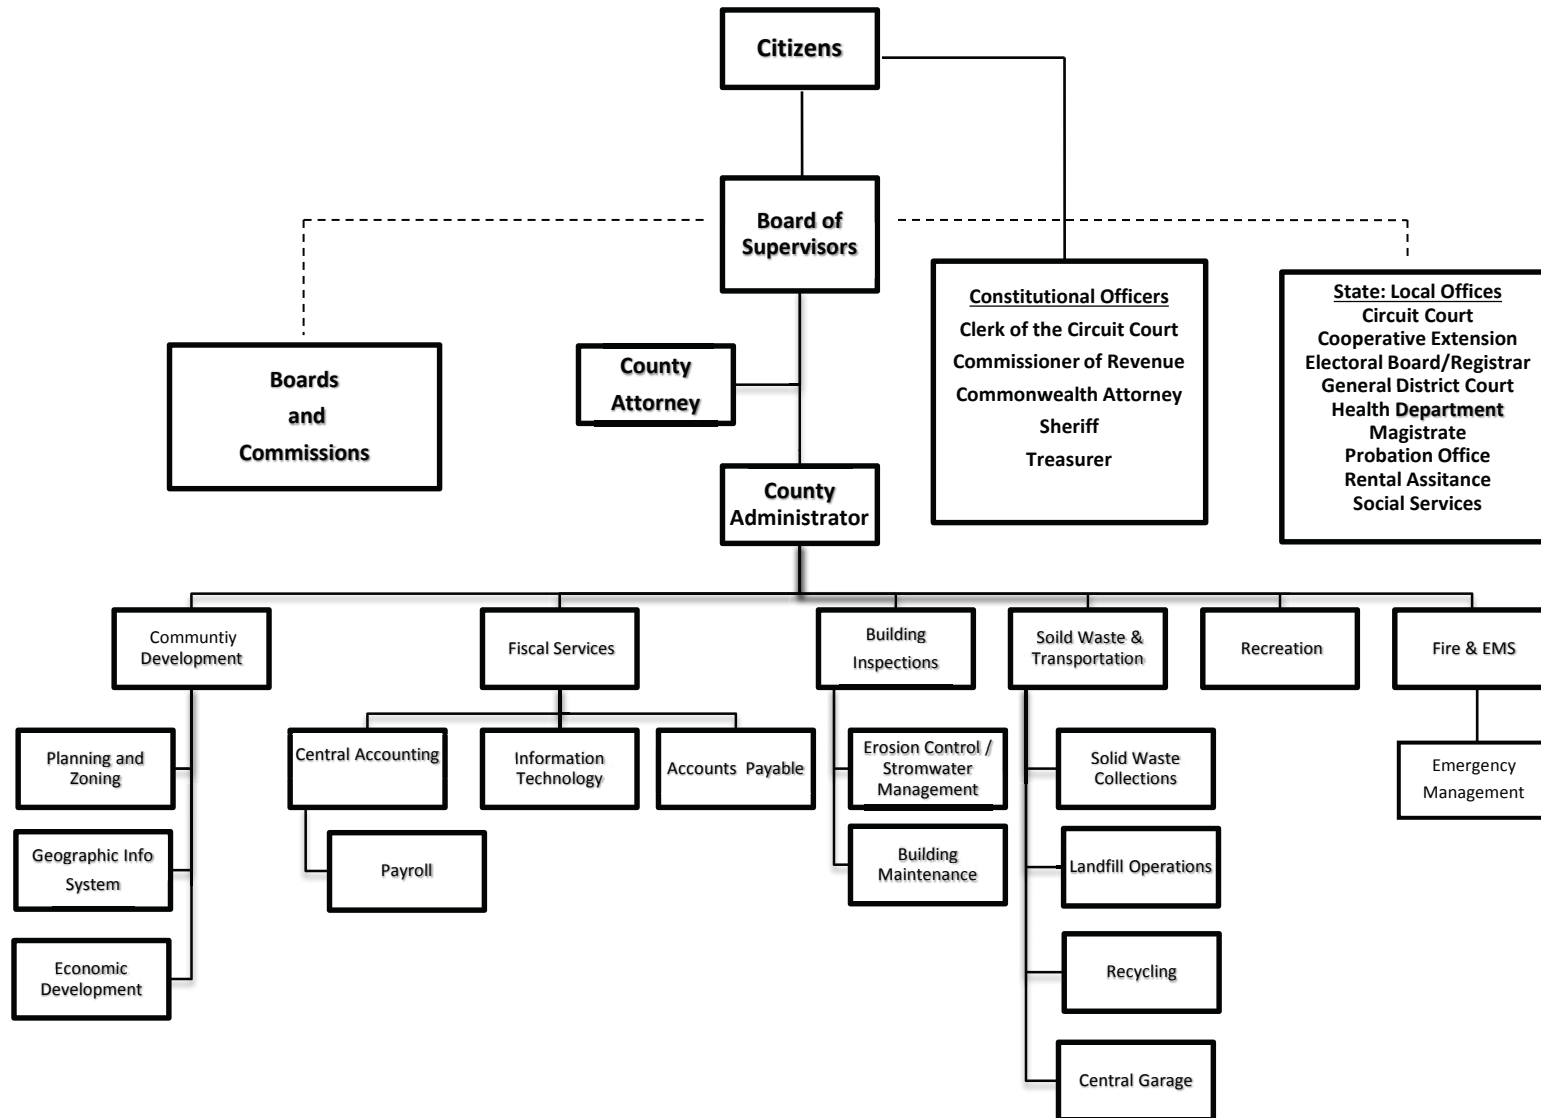 Citizens
Board of
Supervisors
Boards
and
Commissions
County
Attorney
County
Administrator
Constitutional Officers
Clerk of the Circuit Court
Commissioner of Revenue
Commonwealth Attorney
Sheriff
Treasurer
State: Local Offices
Circuit Court
Cooperative Extension
Electoral Board/Registrar
General District Court
Health Department
Magistrate
Probation Office
Rental Assitance
Social Services
Communtiy
Development
Fiscal Services
Building
Inspections
Soild Waste &
Transportation
Recreation
Fire & EMS
Planning and
Zoning
Central Accounting
Information
Technology
Accounts Payable
Erosion Control /
Stromwater
Management
Solid Waste
Collections
Emergency
Management
Geographic Info
System
Payroll
Building
Maintenance
Landfill Operations
Economic
Development
Recycling
Central Garage